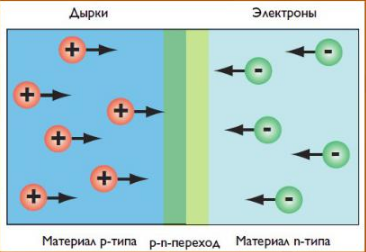 Дырки Электроны
+ - + - + + - + - + -
Материал p-типа p-n-переход Материал n-типа